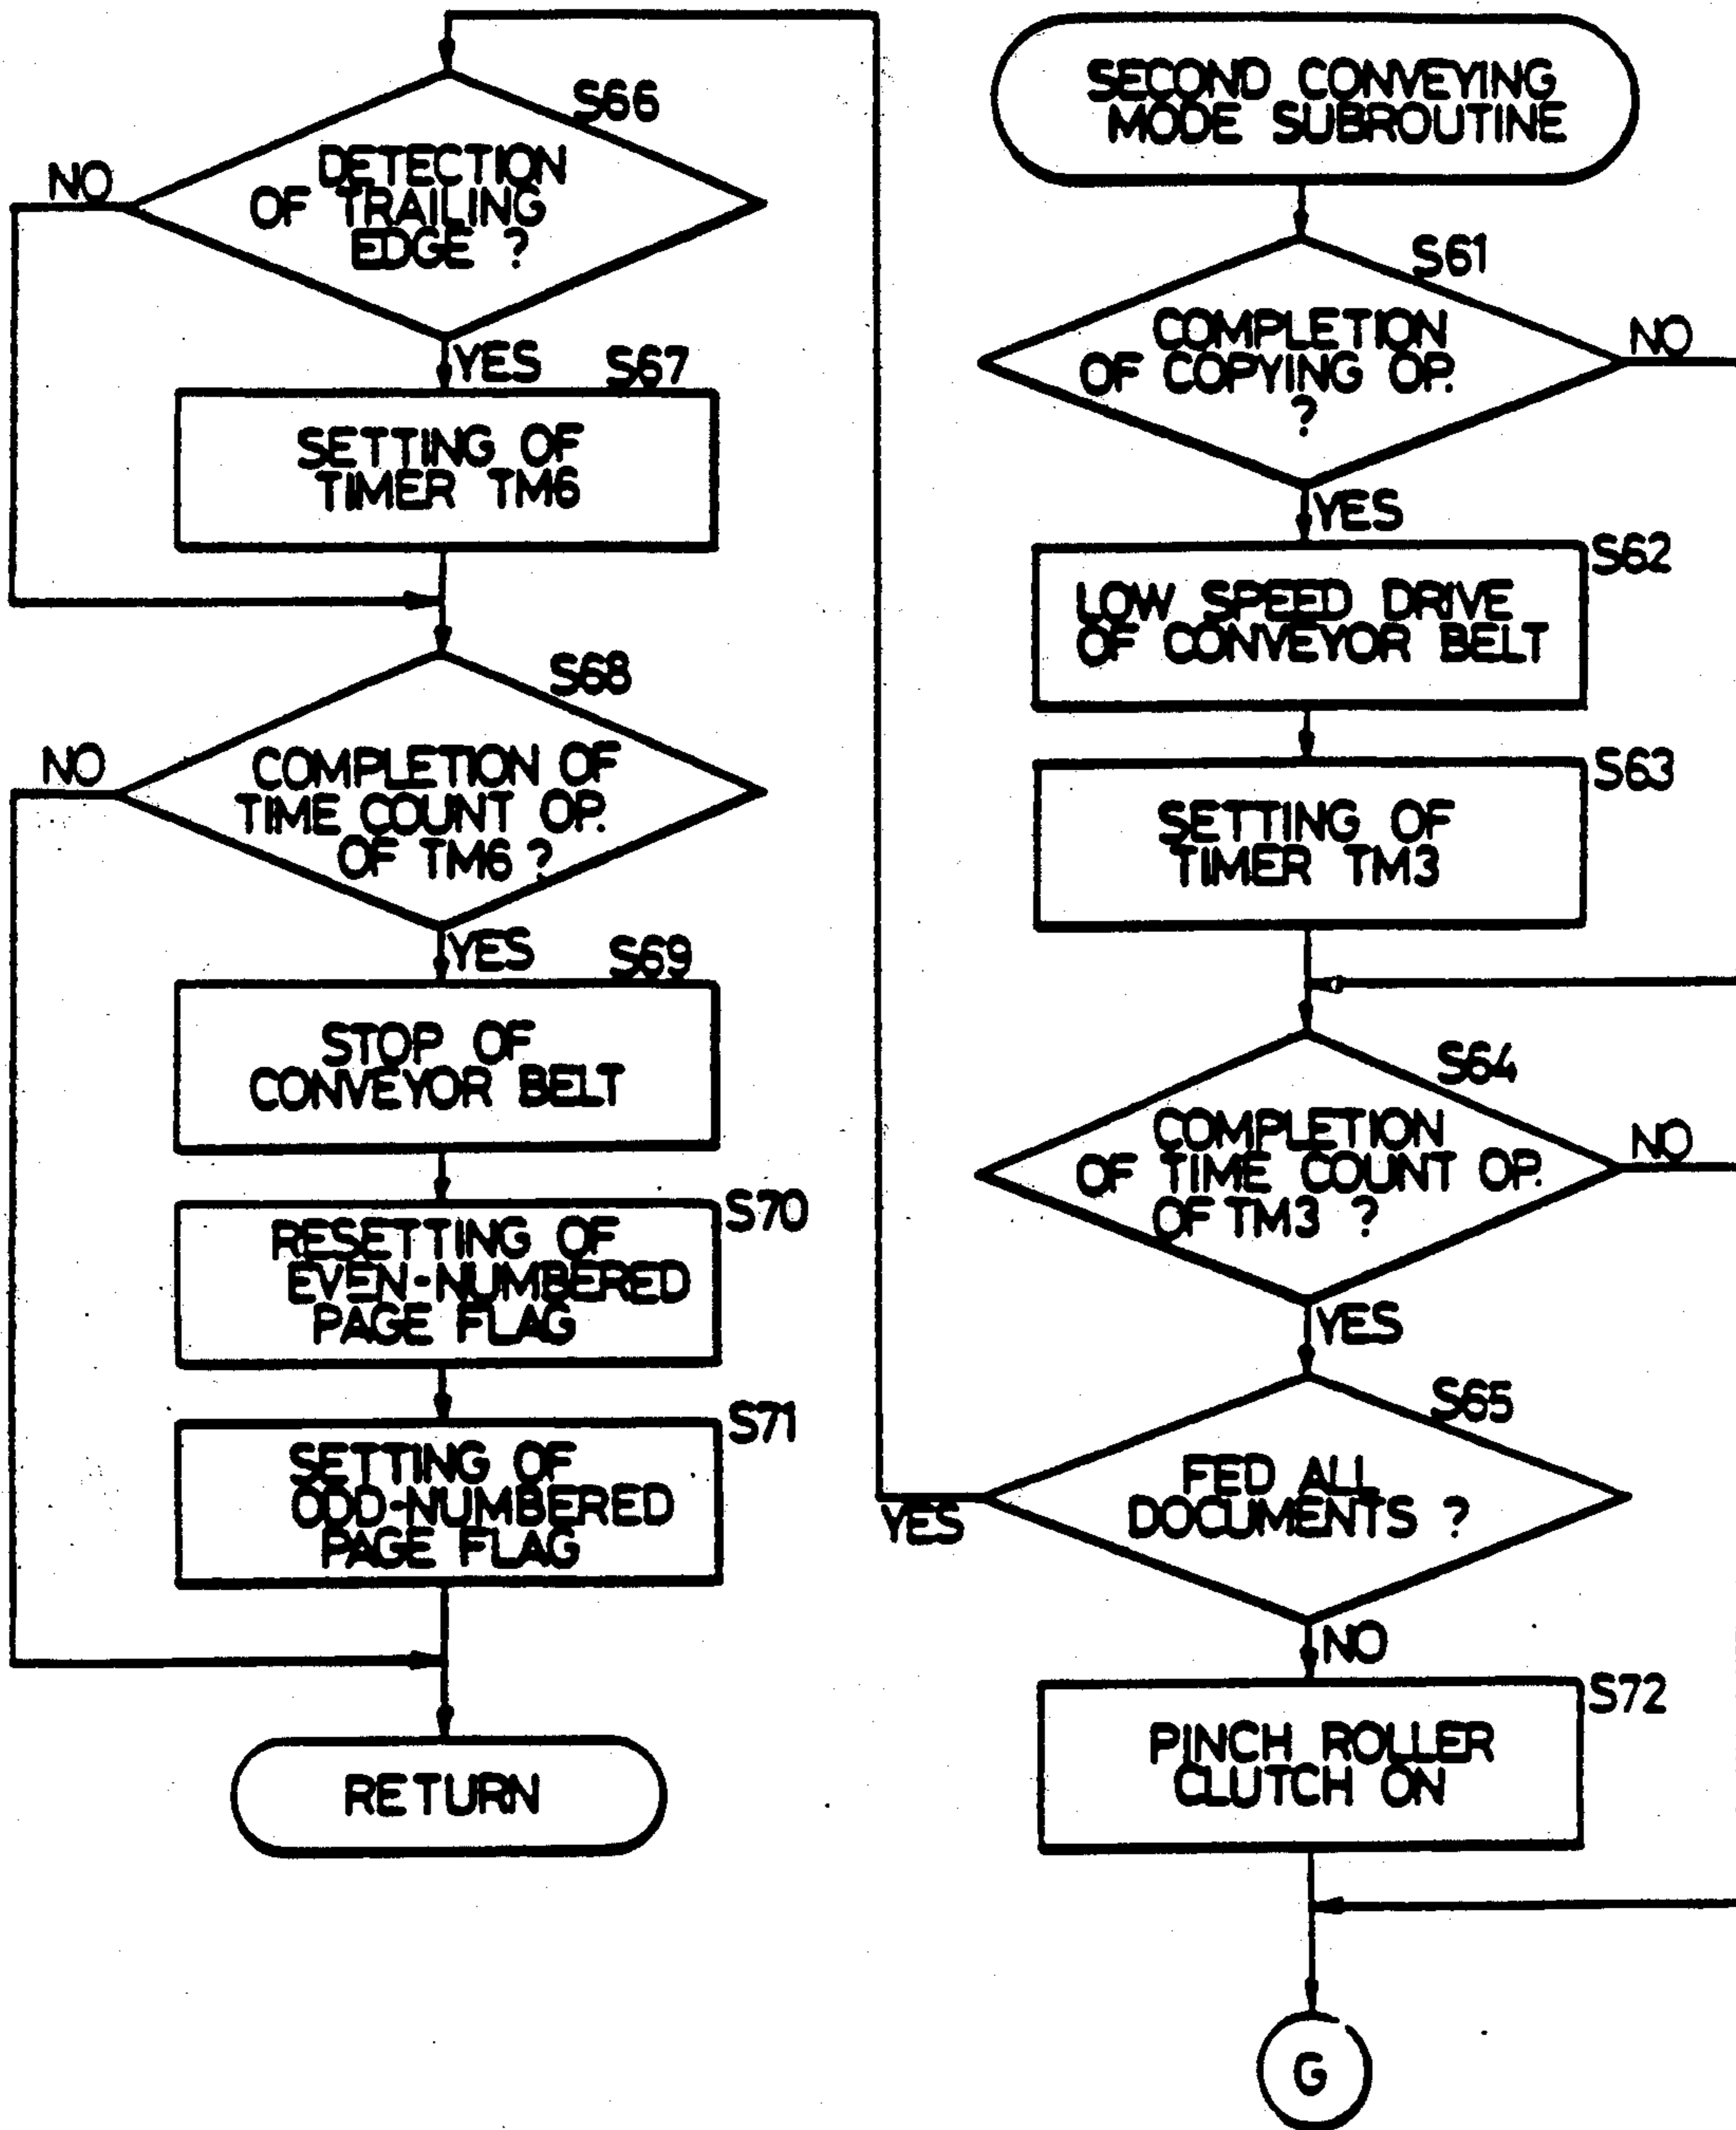 SECOND CONVEYING
MODE SUBROUTINE
S61
COMPLETION
OF COPYING OP.
?
NO
YES
S62
LOW SPEED DRIVE
OF CONVEYOR BELT
S63
SETTING OF
TIMER TM3
S64
COMPLETION
OF TIME COUNT OP.
OF TM3 ?
NO
YES
S65
FED ALL
DOCUMENTS ?
YES
NO
S72
PINCH ROLLER
CLUTCH ON
G
S66
DETECTION
OF TRAILING
EDGE ?
NO
YES
S67
SETTING OF
TIMER TM6
S68
COMPLETION OF
TIME COUNT OP.
OF TM6 ?
NO
YES
S69
STOP OF
CONVEYOR BELT
S70
RESETTING OF
EVEN-NUMBERED
PAGE FLAG
S71
SETTING OF
ODD-NUMBERED
PAGE FLAG
RETURN